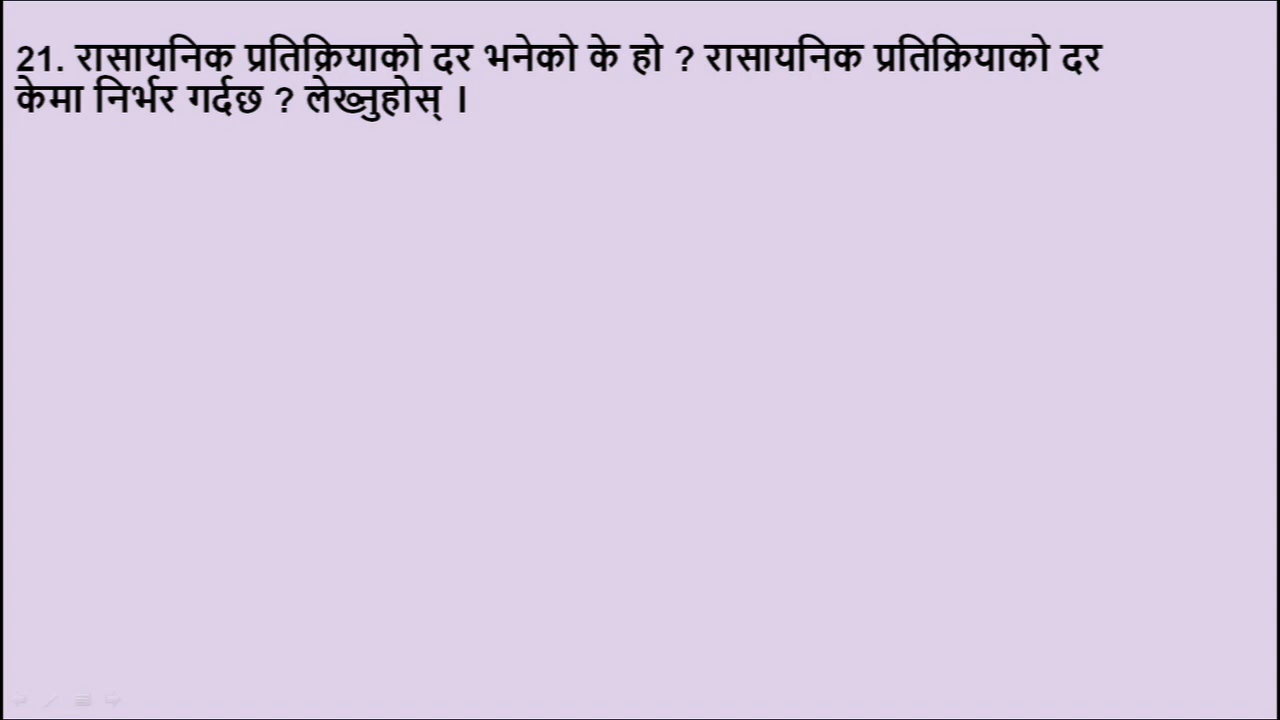 21. रासायनिक प्रतिक्रियाको दर भनेको के हो ? रासायनिक प्रतिक्रियाको दर
केमा निर्भर गर्दछ ? लेख्नुहोस् ।